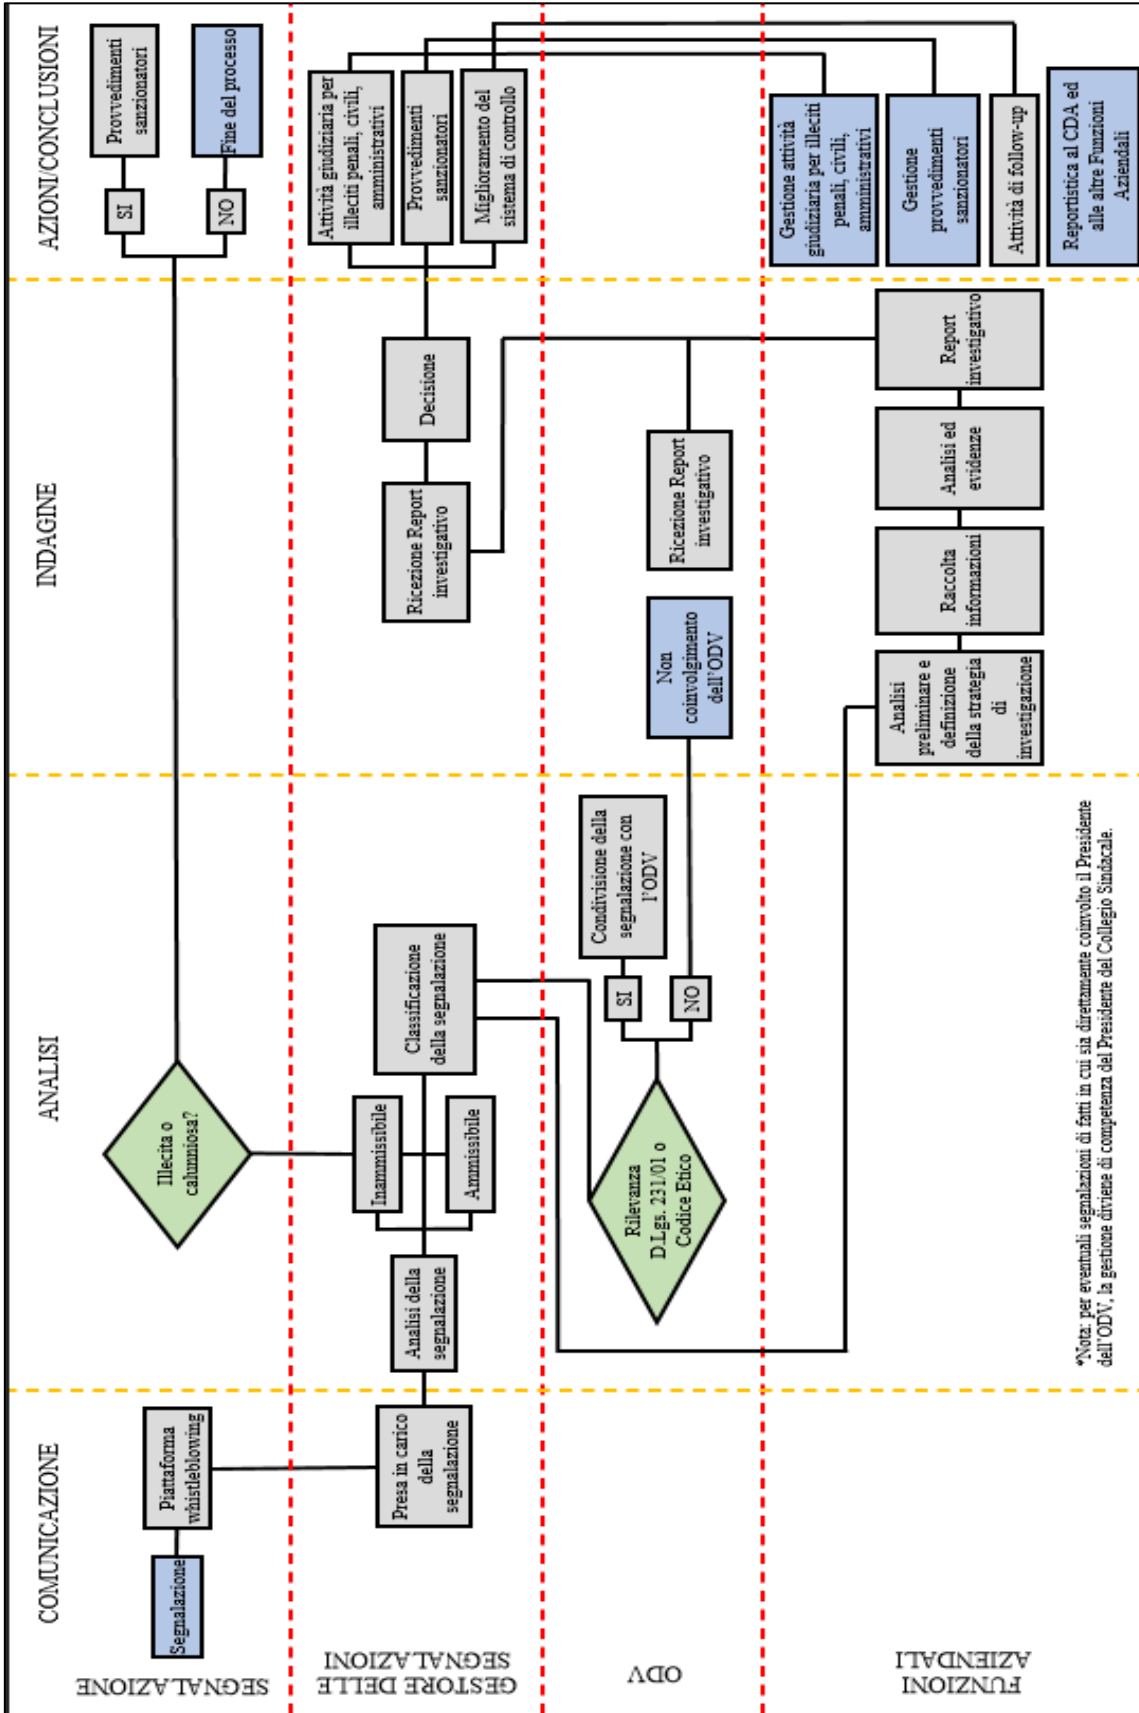 COMUNICAZIONE
ANALISI
INDAGINE
AZIONI/CONCLUSIONI
SEGNALAZIONE
Segnalazione
Piattaforma
whistleblowing
Illecita o
calunniosa?
SI
NO
Provvedimenti
sanzionatori
Fine del processo
GESTORE DELLE
SEGNALAZIONI
Presa in carico
della
segnalazione
Analisi della
segnalazione
Inammissibile
Ammissibile
Classificazione
della segnalazione
Ricezione Report
investigativo
Decisione
Attività giudiziaria per
illeciti penali, civili,
amministrativi
Provvedimenti
sanzionatori
Miglioramento del
sistema di controllo
ODV
Rilevanza
D.Lgs. 231/01 o
Codice Etico
SI
NO
Condivisione della
segnalazione con
l'ODV
Non
coinvolgimento
dell'ODV
Ricezione Report
investigativo
FUNZIONI
AZIENDALI
Analisi
preliminare e
definizione
della strategia
di
investigazione
Raccolta
informazioni
Analisi ed
evidenze
Report
investigativo
Gestione attività
giudiziaria per illeciti
penali, civili,
amministrativi
Gestione
provvedimenti
sanzionatori
Attività di follow-up
Reportistica al CDA ed
alle altre Funzioni
Aziendali
*Nota: per eventuali segnalazioni di fatti in cui sia direttamente coinvolto il Presidente
dell'ODV, la gestione diviene di competenza del Presidente del Collegio Sindacale.